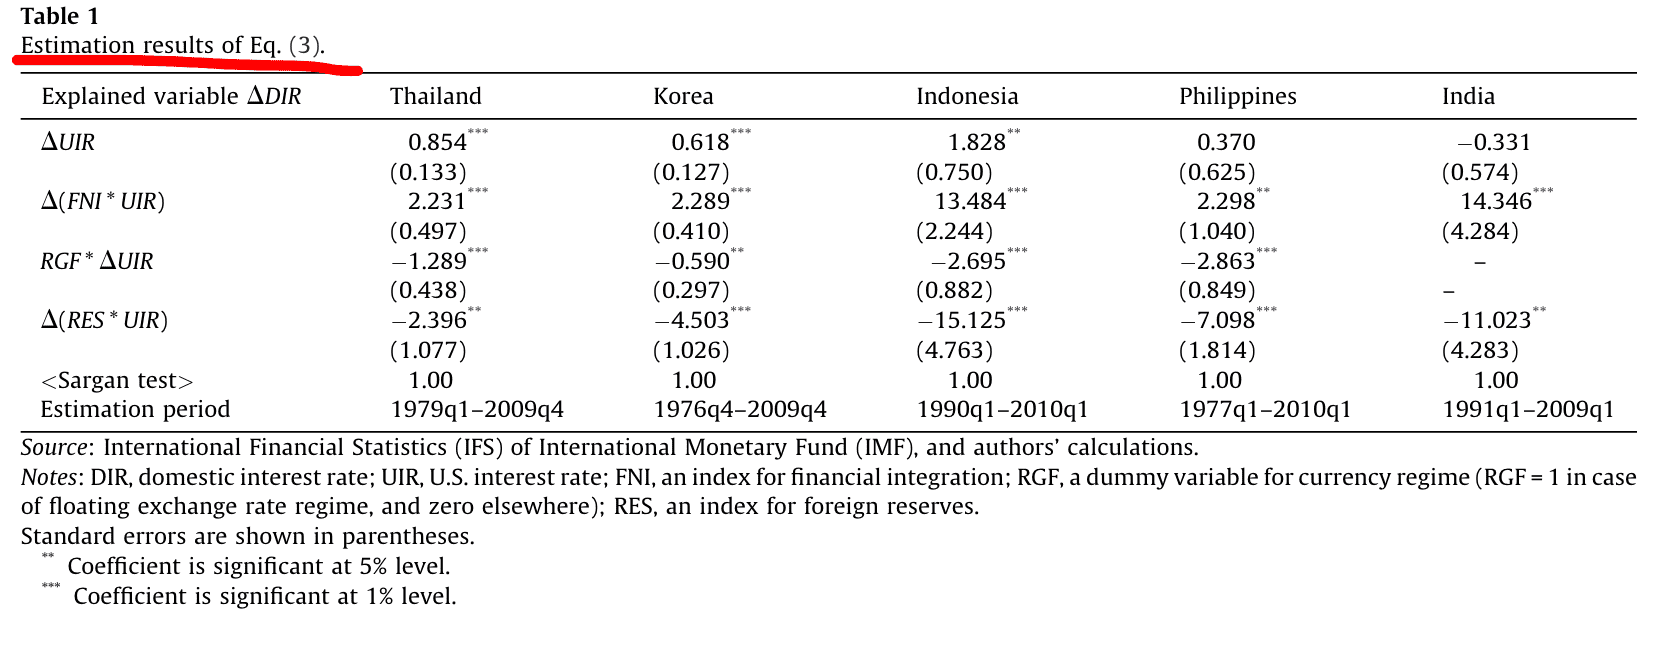 Table 1
Estimation results of Eq. (3).
Explained variable ΔDIR Thailand Korea Indonesia Philippines India
ΔUIR 0.854*** 0.618*** 1.828** 0.370 −0.331
(0.133) (0.127) (0.750) (0.625) (0.574)
Δ(FNI * UIR) 2.231*** 2.289*** 13.484*** 2.298** 14.346***
(0.497) (0.410) (2.244) (1.040) (4.284)
RGF * ΔUIR −1.289*** −0.590** −2.695*** −2.863*** –
(0.438) (0.297) (0.882) (0.849) –
Δ(RES * UIR) −2.396** −4.503*** −15.125*** −7.098*** −11.023**
(1.077) (1.026) (4.763) (1.814) (4.283)
<Sargan test> 1.00 1.00 1.00 1.00 1.00
Estimation period 1979q1–2009q4 1976q4–2009q4 1990q1–2010q1 1977q1–2010q1 1991q1–2009q1
Source: International Financial Statistics (IFS) of International Monetary Fund (IMF), and authors' calculations.
Notes: DIR, domestic interest rate; UIR, U.S. interest rate; FNI, an index for financial integration; RGF, a dummy variable for currency regime (RGF = 1 in case
of floating exchange rate regime, and zero elsewhere); RES, an index for foreign reserves.
Standard errors are shown in parentheses.
** Coefficient is significant at 5% level.
*** Coefficient is significant at 1% level.